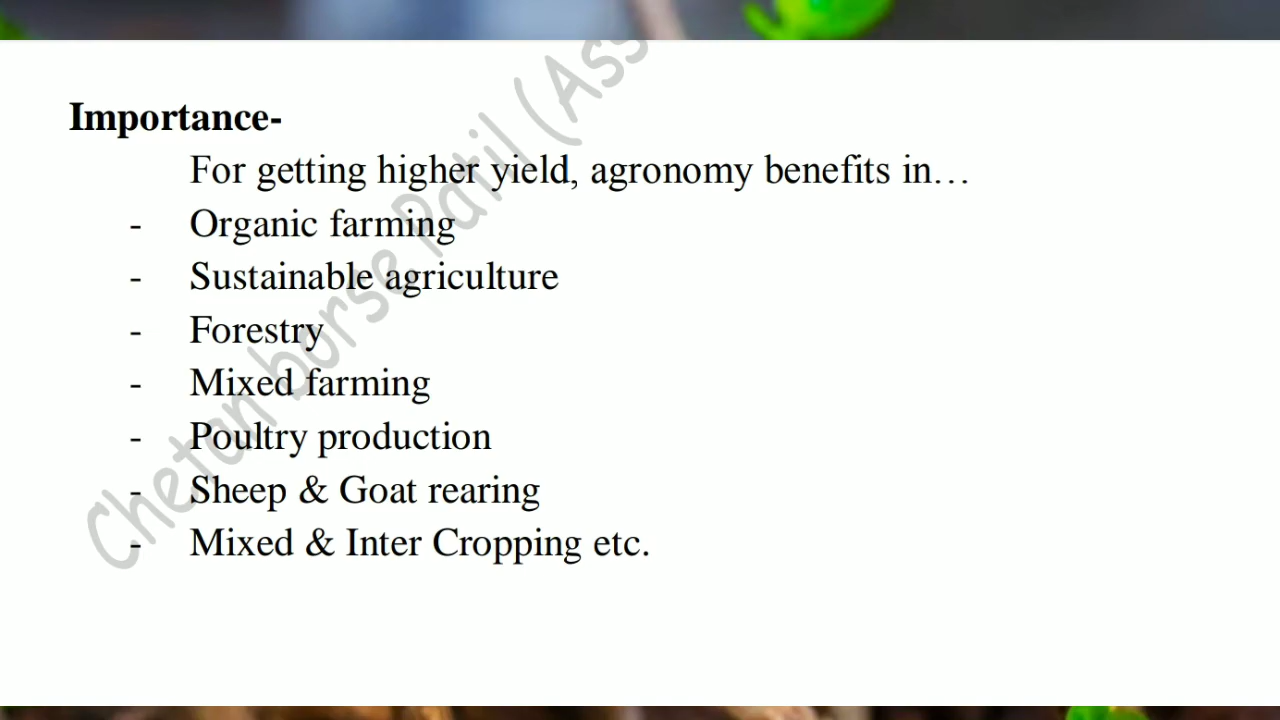 Importance-
For getting higher yield, agronomy benefits in…
- Organic farming
- Sustainable agriculture
- Forestry
- Mixed farming
- Poultry production
- Sheep & Goat rearing
- Mixed & Inter Cropping etc.
Chetan borse Patil (Ass